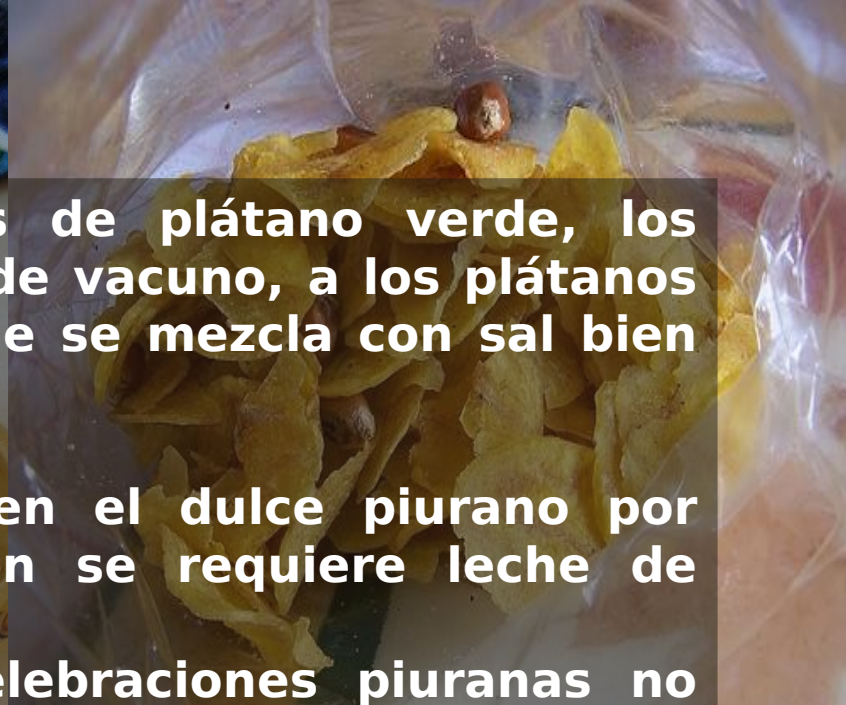 de plátano verde, los
de vacuno, a los plátanos
se mezcla con sal bien
en el dulce piurano por
se requiere leche de
piuranas no